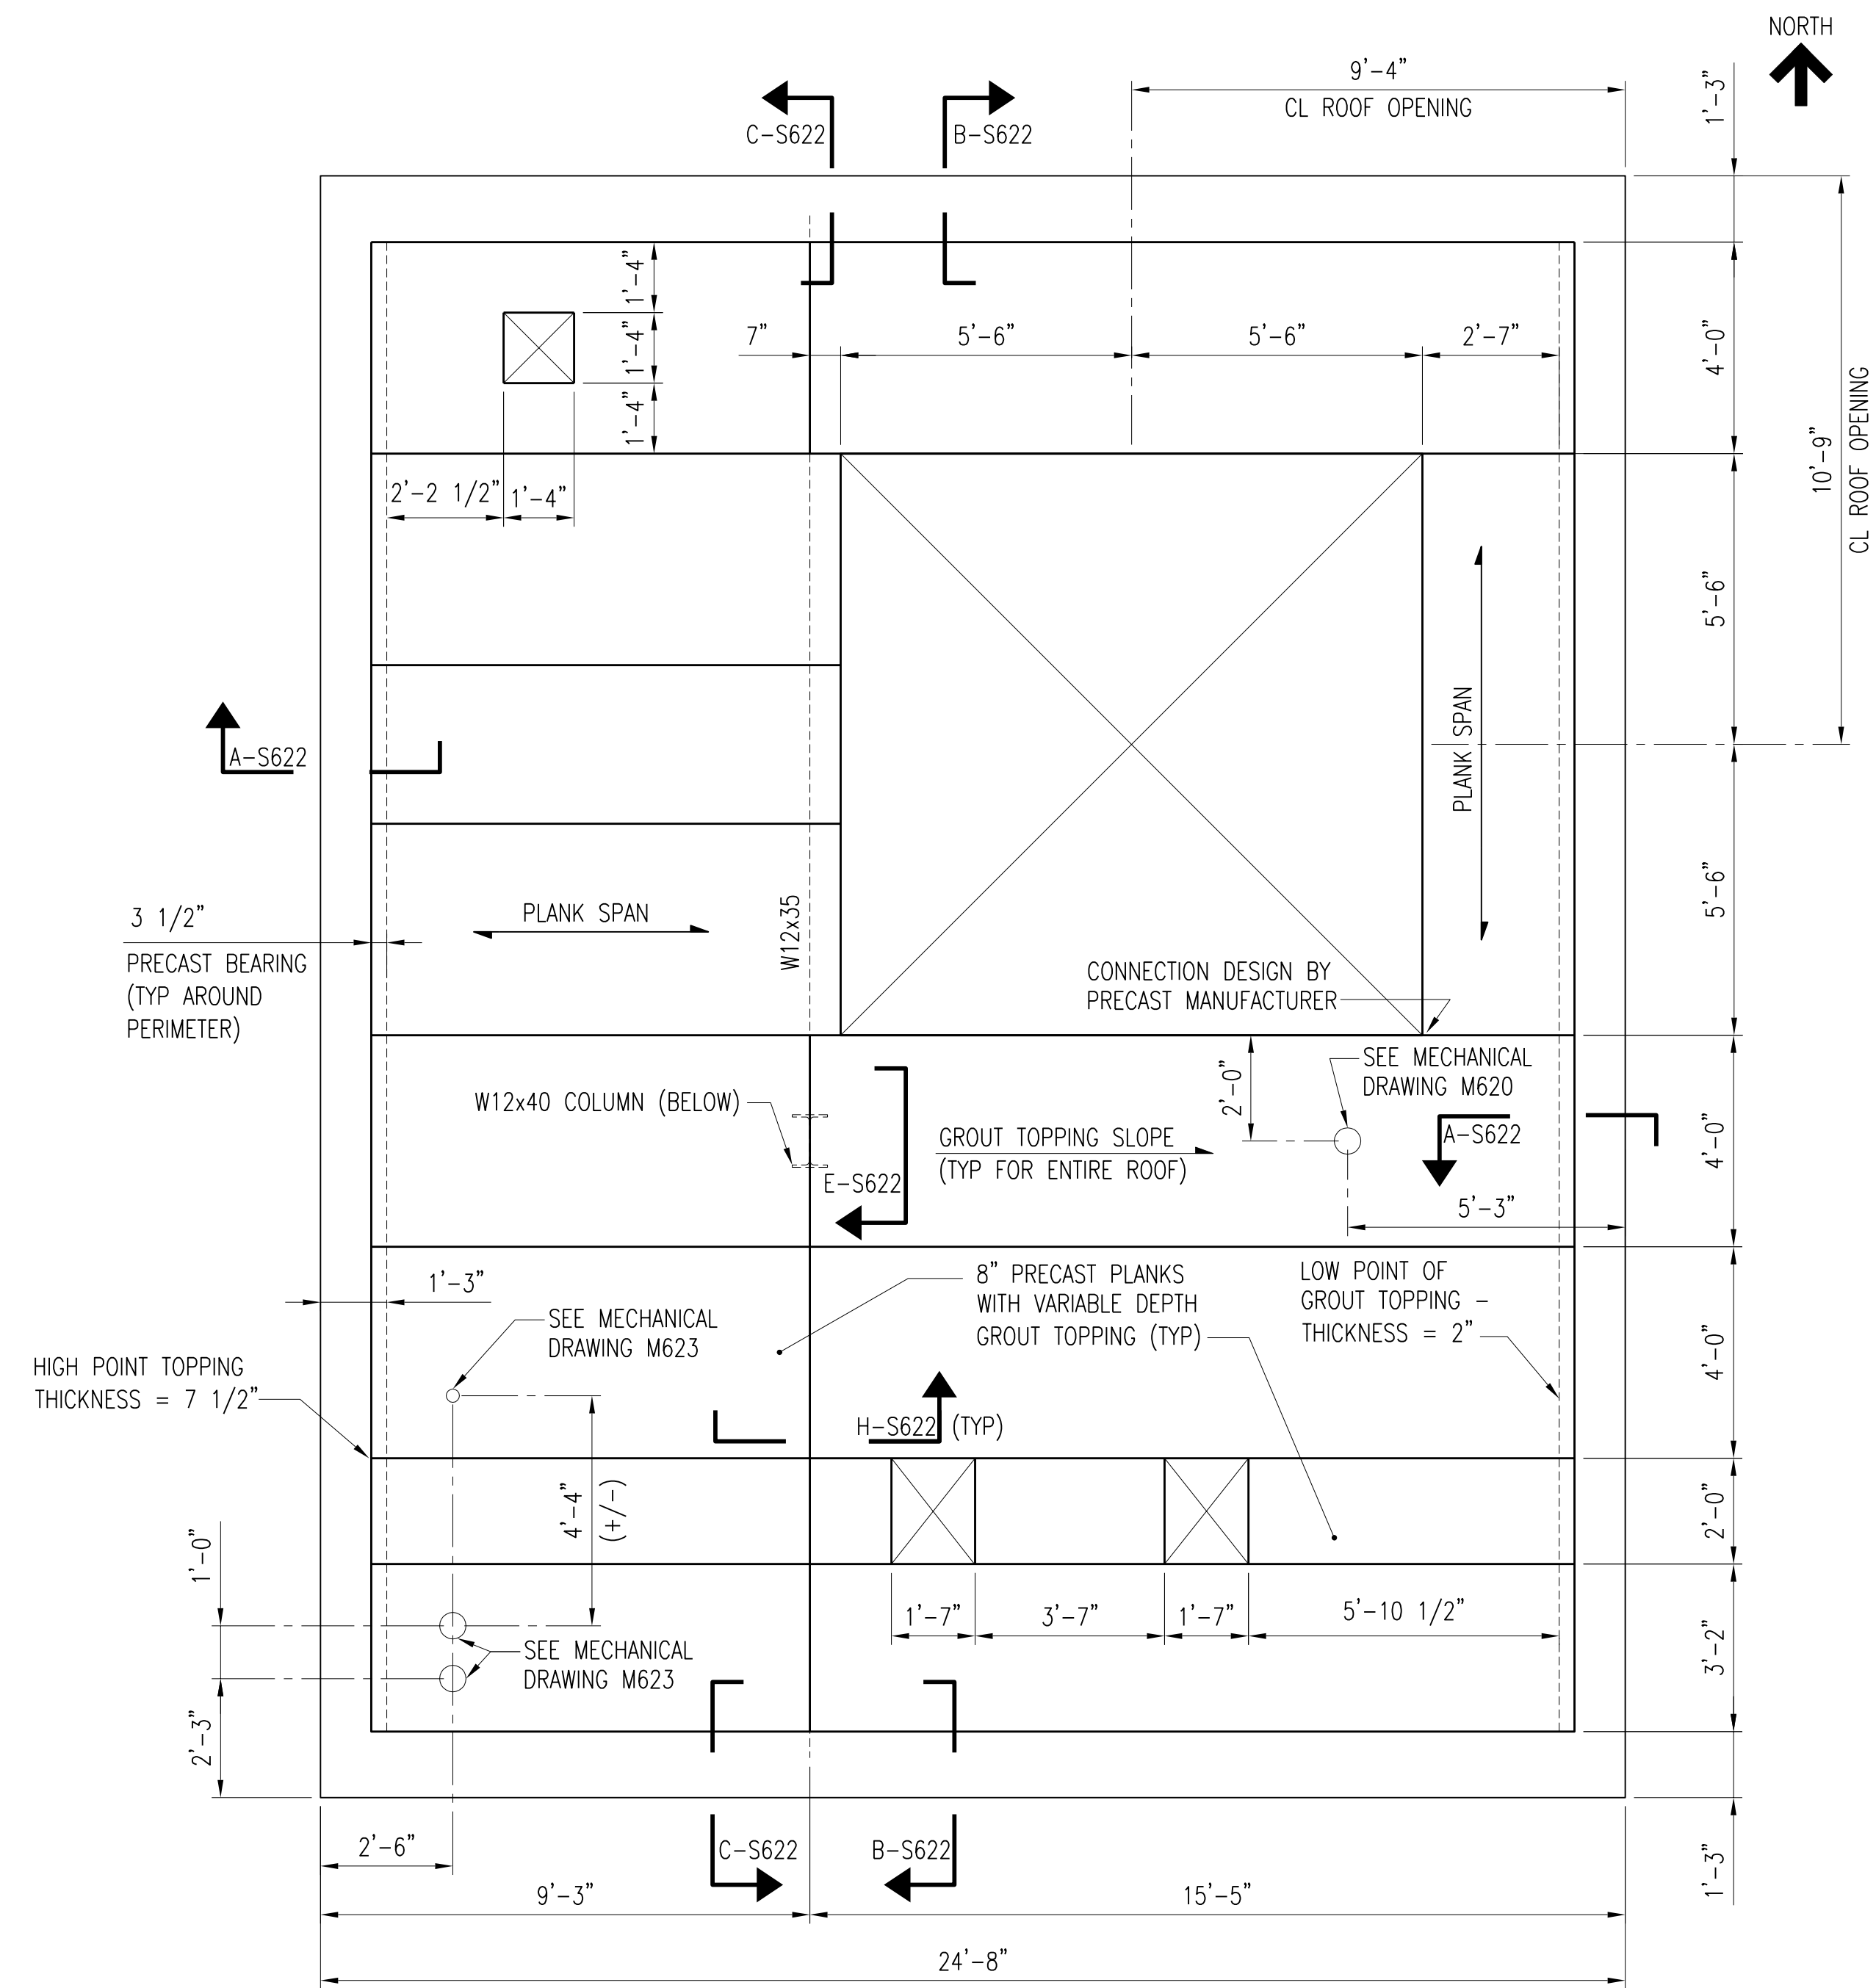 NORTH
9'-4"
CL ROOF OPENING
1'-3"
C-S622
B-S622
1'-4"
1'-4"
1'-4"
7"
5'-6"
5'-6"
2'-7"
4'-0"
10'-9"
CL ROOF OPENING
2'-2 1/2"
1'-4"
5'-6"
PLANK SPAN
A-S622
3 1/2"
PRECAST BEARING
(TYP AROUND
PERIMETER)
PLANK SPAN
W12x35
5'-6"
CONNECTION DESIGN BY
PRECAST MANUFACTURER
SEE MECHANICAL
DRAWING M620
2'-0"
W12x40 COLUMN (BELOW)
GROUT TOPPING SLOPE
(TYP FOR ENTIRE ROOF)
A-S622
4'-0"
E-S622
5'-3"
1'-3"
8" PRECAST PLANKS
WITH VARIABLE DEPTH
GROUT TOPPING (TYP)
LOW POINT OF
GROUT TOPPING -
THICKNESS = 2"
SEE MECHANICAL
DRAWING M623
4'-0"
HIGH POINT TOPPING
THICKNESS = 7 1/2"
H-S622 (TYP)
4'-4"
(+/-)
2'-0"
1'-0"
1'-7"
3'-7"
1'-7"
5'-10 1/2"
SEE MECHANICAL
DRAWING M623
3'-2"
2'-3"
2'-6"
C-S622
B-S622
1'-3"
9'-3"
15'-5"
24'-8"